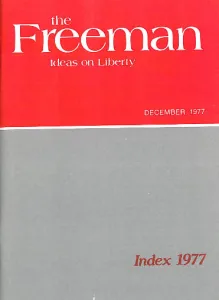 the
Freeman
Ideas on Liberty
DECEMBER 1977
Index 1977